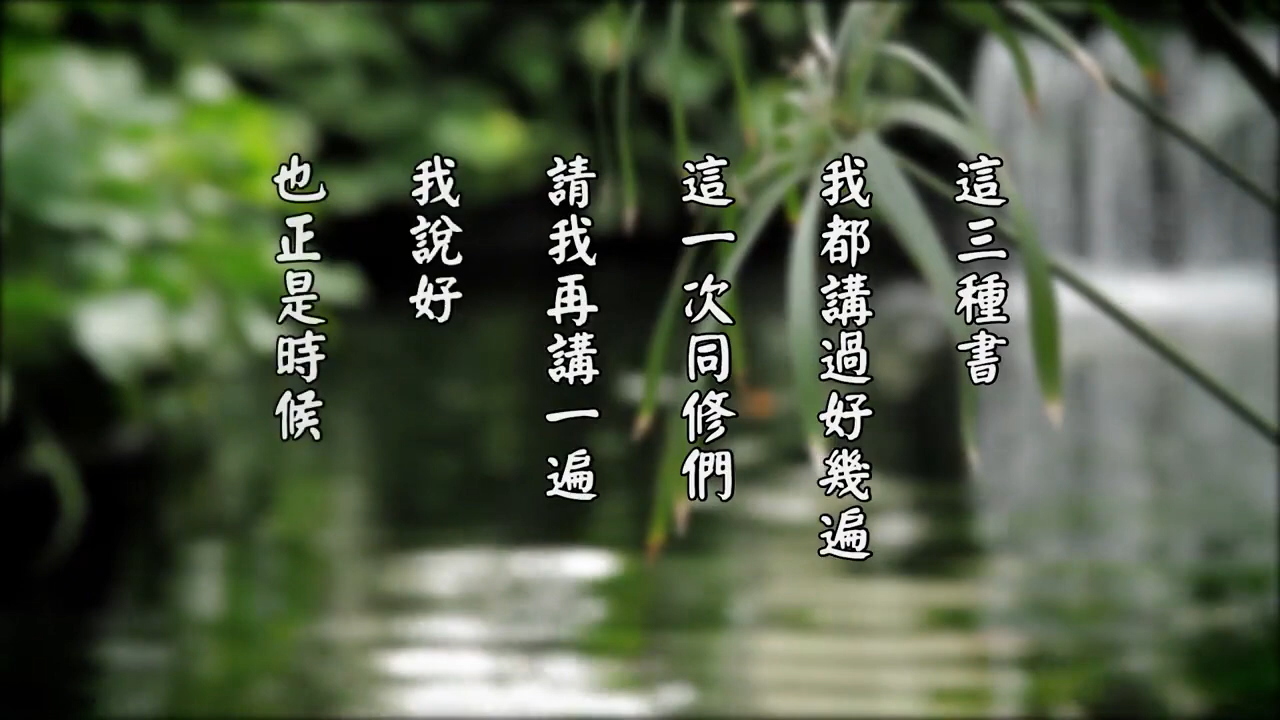 這三種書
我都講過好幾遍
這一次同修們
請我再講一遍
我說好
也正是時候